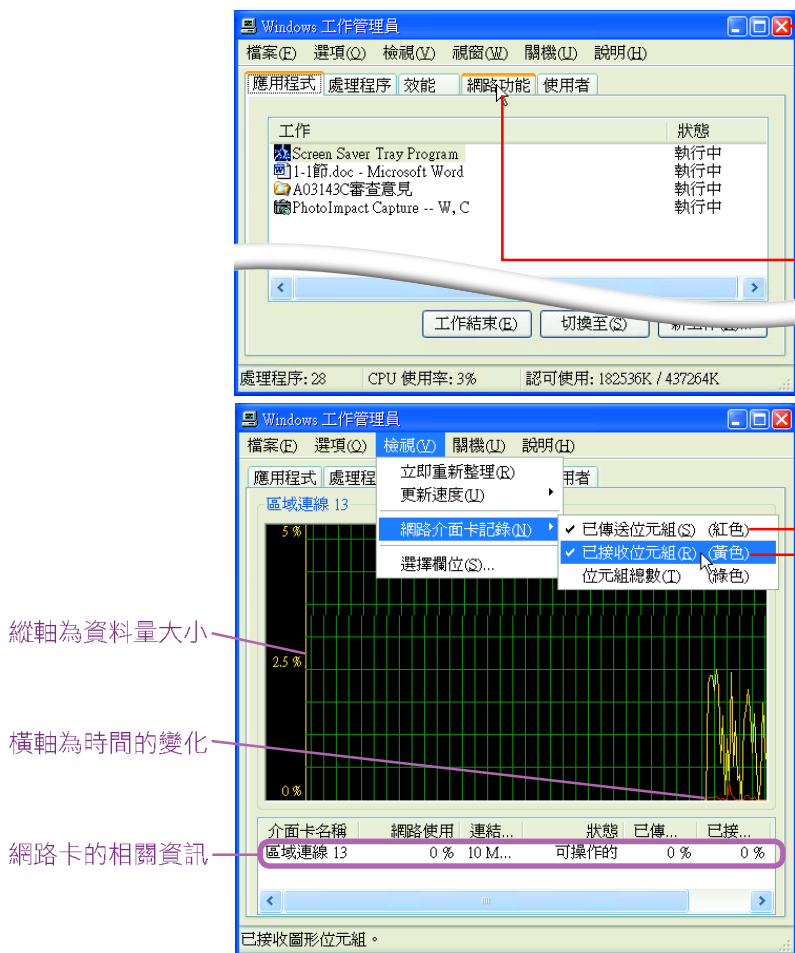 Windows 工作管理員
檔案(F) 選項(O) 檢視(V) 視窗(W) 關機(U) 說明(H)
應用程式 處理程序 效能 網路功能 使用者
工作 狀態
Screen Saver Tray Program 執行中
1-1節.doc - Microsoft Word 執行中
A03143C審查意見 執行中
PhotoImpact Capture -- W, C 執行中
工作結束(E) 切換至(S)
處理程序: 28 CPU 使用率: 3% 認可使用: 182536K / 437264K
Windows 工作管理員
檔案(F) 選項(O) 檢視(V) 關機(U) 說明(H)
應用程式 處理程 用者
立即重新整理(R)
更新速度(U)
網路介面卡記錄(N)
選擇欄位(S)...
已傳送位元組(S) (紅色)
已接收位元組(R) (黃色)
位元組總數(T) (綠色)
區域連線 13
5 %
縱軸為資料量大小
2.5 %
橫軸為時間的變化
0 %
介面卡名稱 網路使用 連結... 狀態 已傳... 已接...
網路卡的相關資訊
區域連線 13 0 % 10 M... 可操作的 0 % 0 %
已接收圖形位元組。